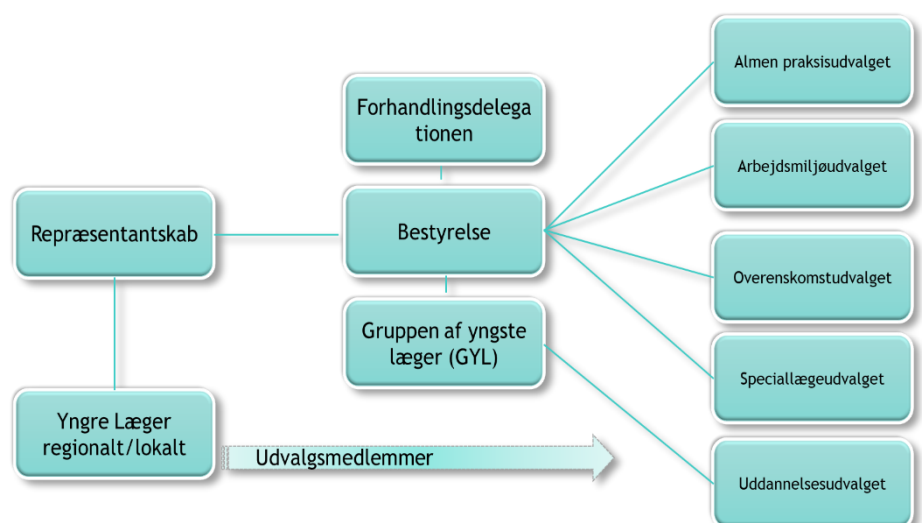 Forhandlingsdelega
tionen
Repræsentantskab
Bestyrelse
Gruppen af yngste
læger (GYL)
Yngre Læger
regionalt/lokalt
Udvalgsmedlemmer
Almen praksisudvalget
Arbejdsmiljøudvalget
Overenskomstudvalget
Speciallægeudvalget
Uddannelsesudvalget